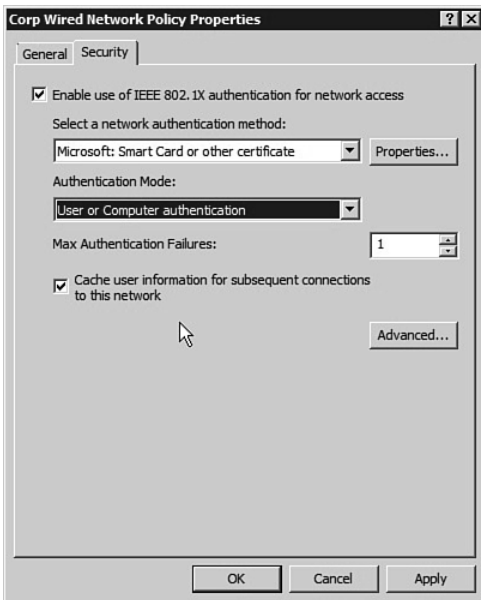 Corp Wired Network Policy Properties
General Security
Enable use of IEEE 802.1X authentication for network access
Select a network authentication method:
Microsoft: Smart Card or other certificate Properties...
Authentication Mode:
User or Computer authentication
Max Authentication Failures: 1
Cache user information for subsequent connections
to this network
Advanced...
OK Cancel Apply